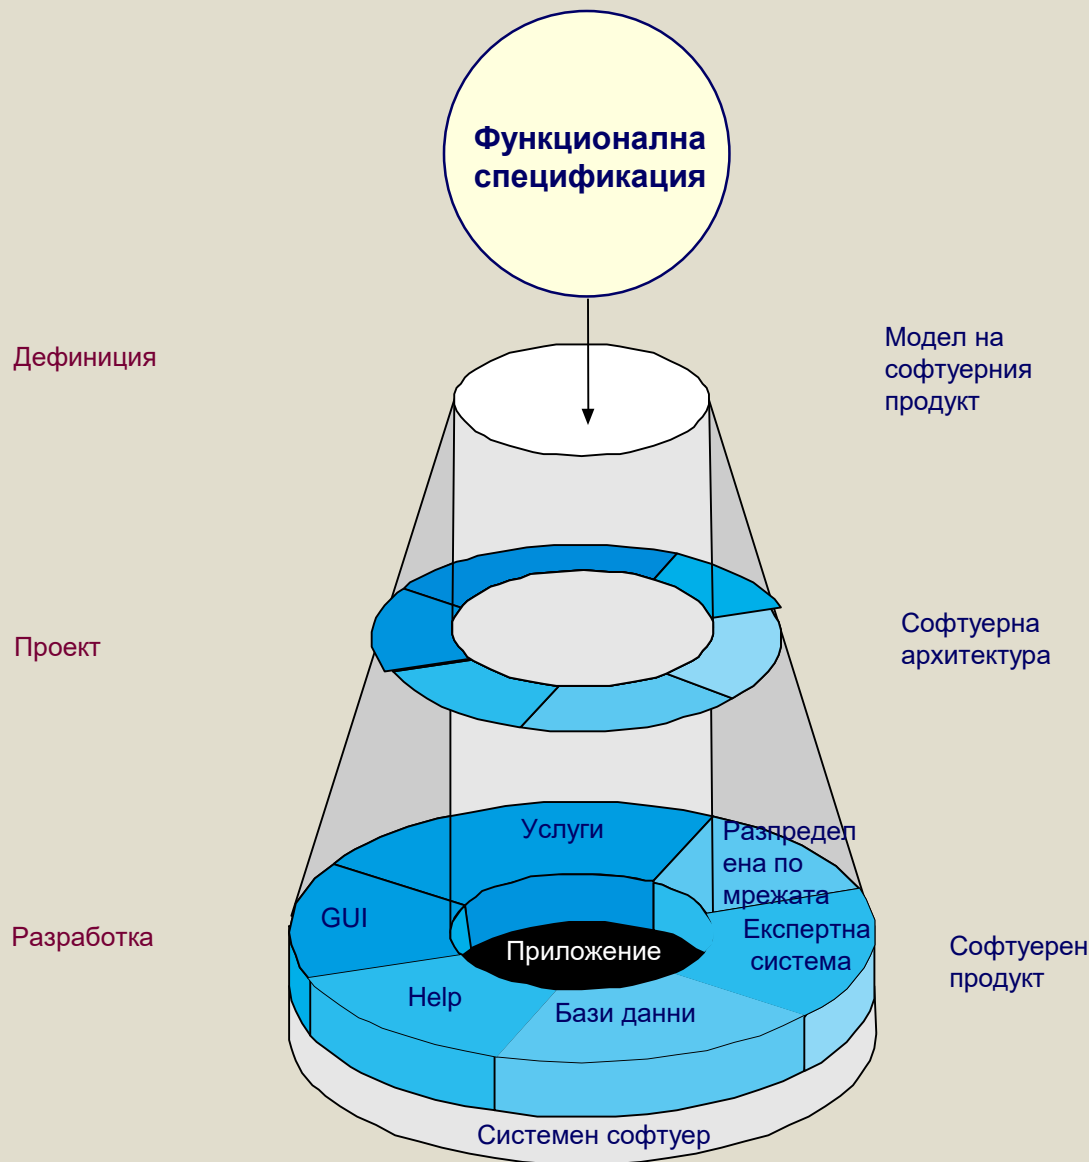 Функционална
спецификация
Дефиниция
Модел на
софтуерния
продукт
Проект
Софтуерна
архитектура
Услуги
Разпредел
ена по
мрежата
GUI
Експертна
система
Разработка
Приложение
Софтуерен
продукт
Help
Бази данни
Системен софтуер